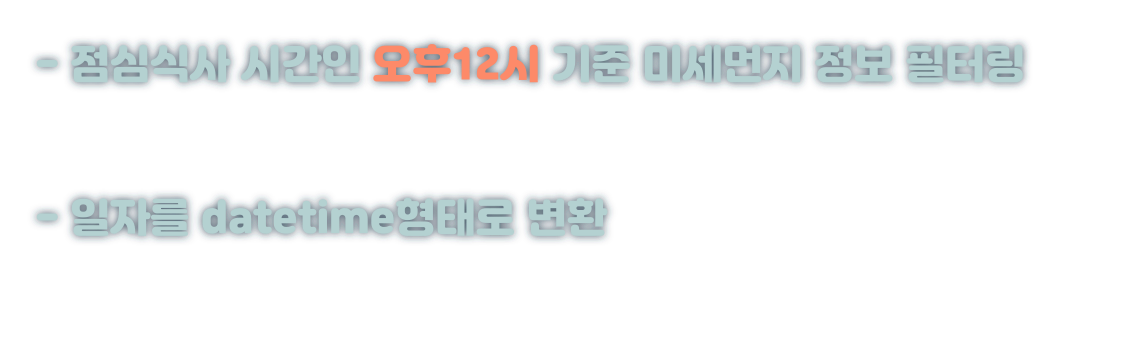 - 점심식사 시간인 오후12시 기준 미세먼지 정보 필터링
- 일자를 datetime형태로 변환